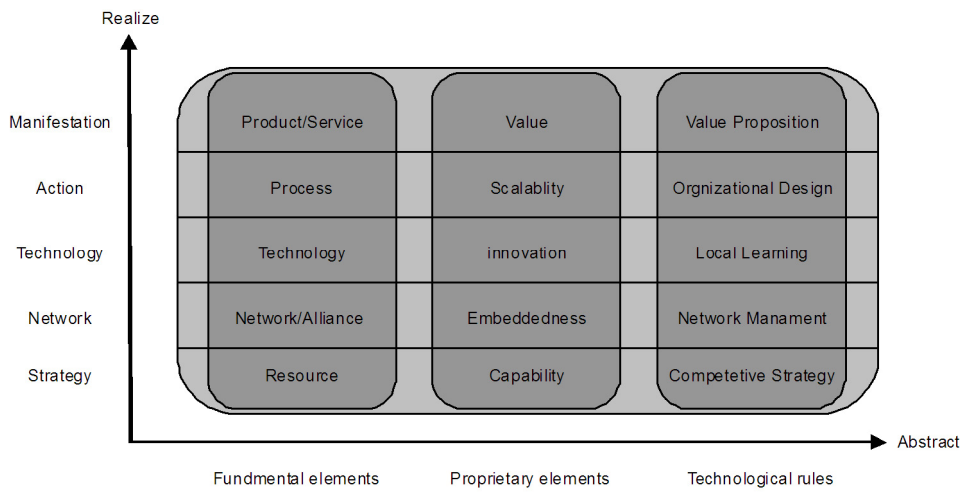 Realize
Manifestation Product/Service Value Value Proposition
Action Process Scalablity Orgnizational Design
Technology Technology innovation Local Learning
Network Network/Alliance Embeddedness Network Manament
Strategy Resource Capability Competetive Strategy
Abstract
Fundmental elements Proprietary elements Technological rules